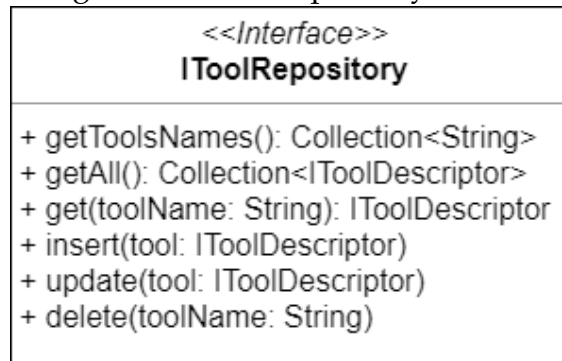 <<Interface>>
IToolRepository
+ getToolsNames(): Collection<String>
+ getAll(): Collection<IToolDescriptor>
+ get(toolName: String): IToolDescriptor
+ insert(tool: IToolDescriptor)
+ update(tool: IToolDescriptor)
+ delete(toolName: String)